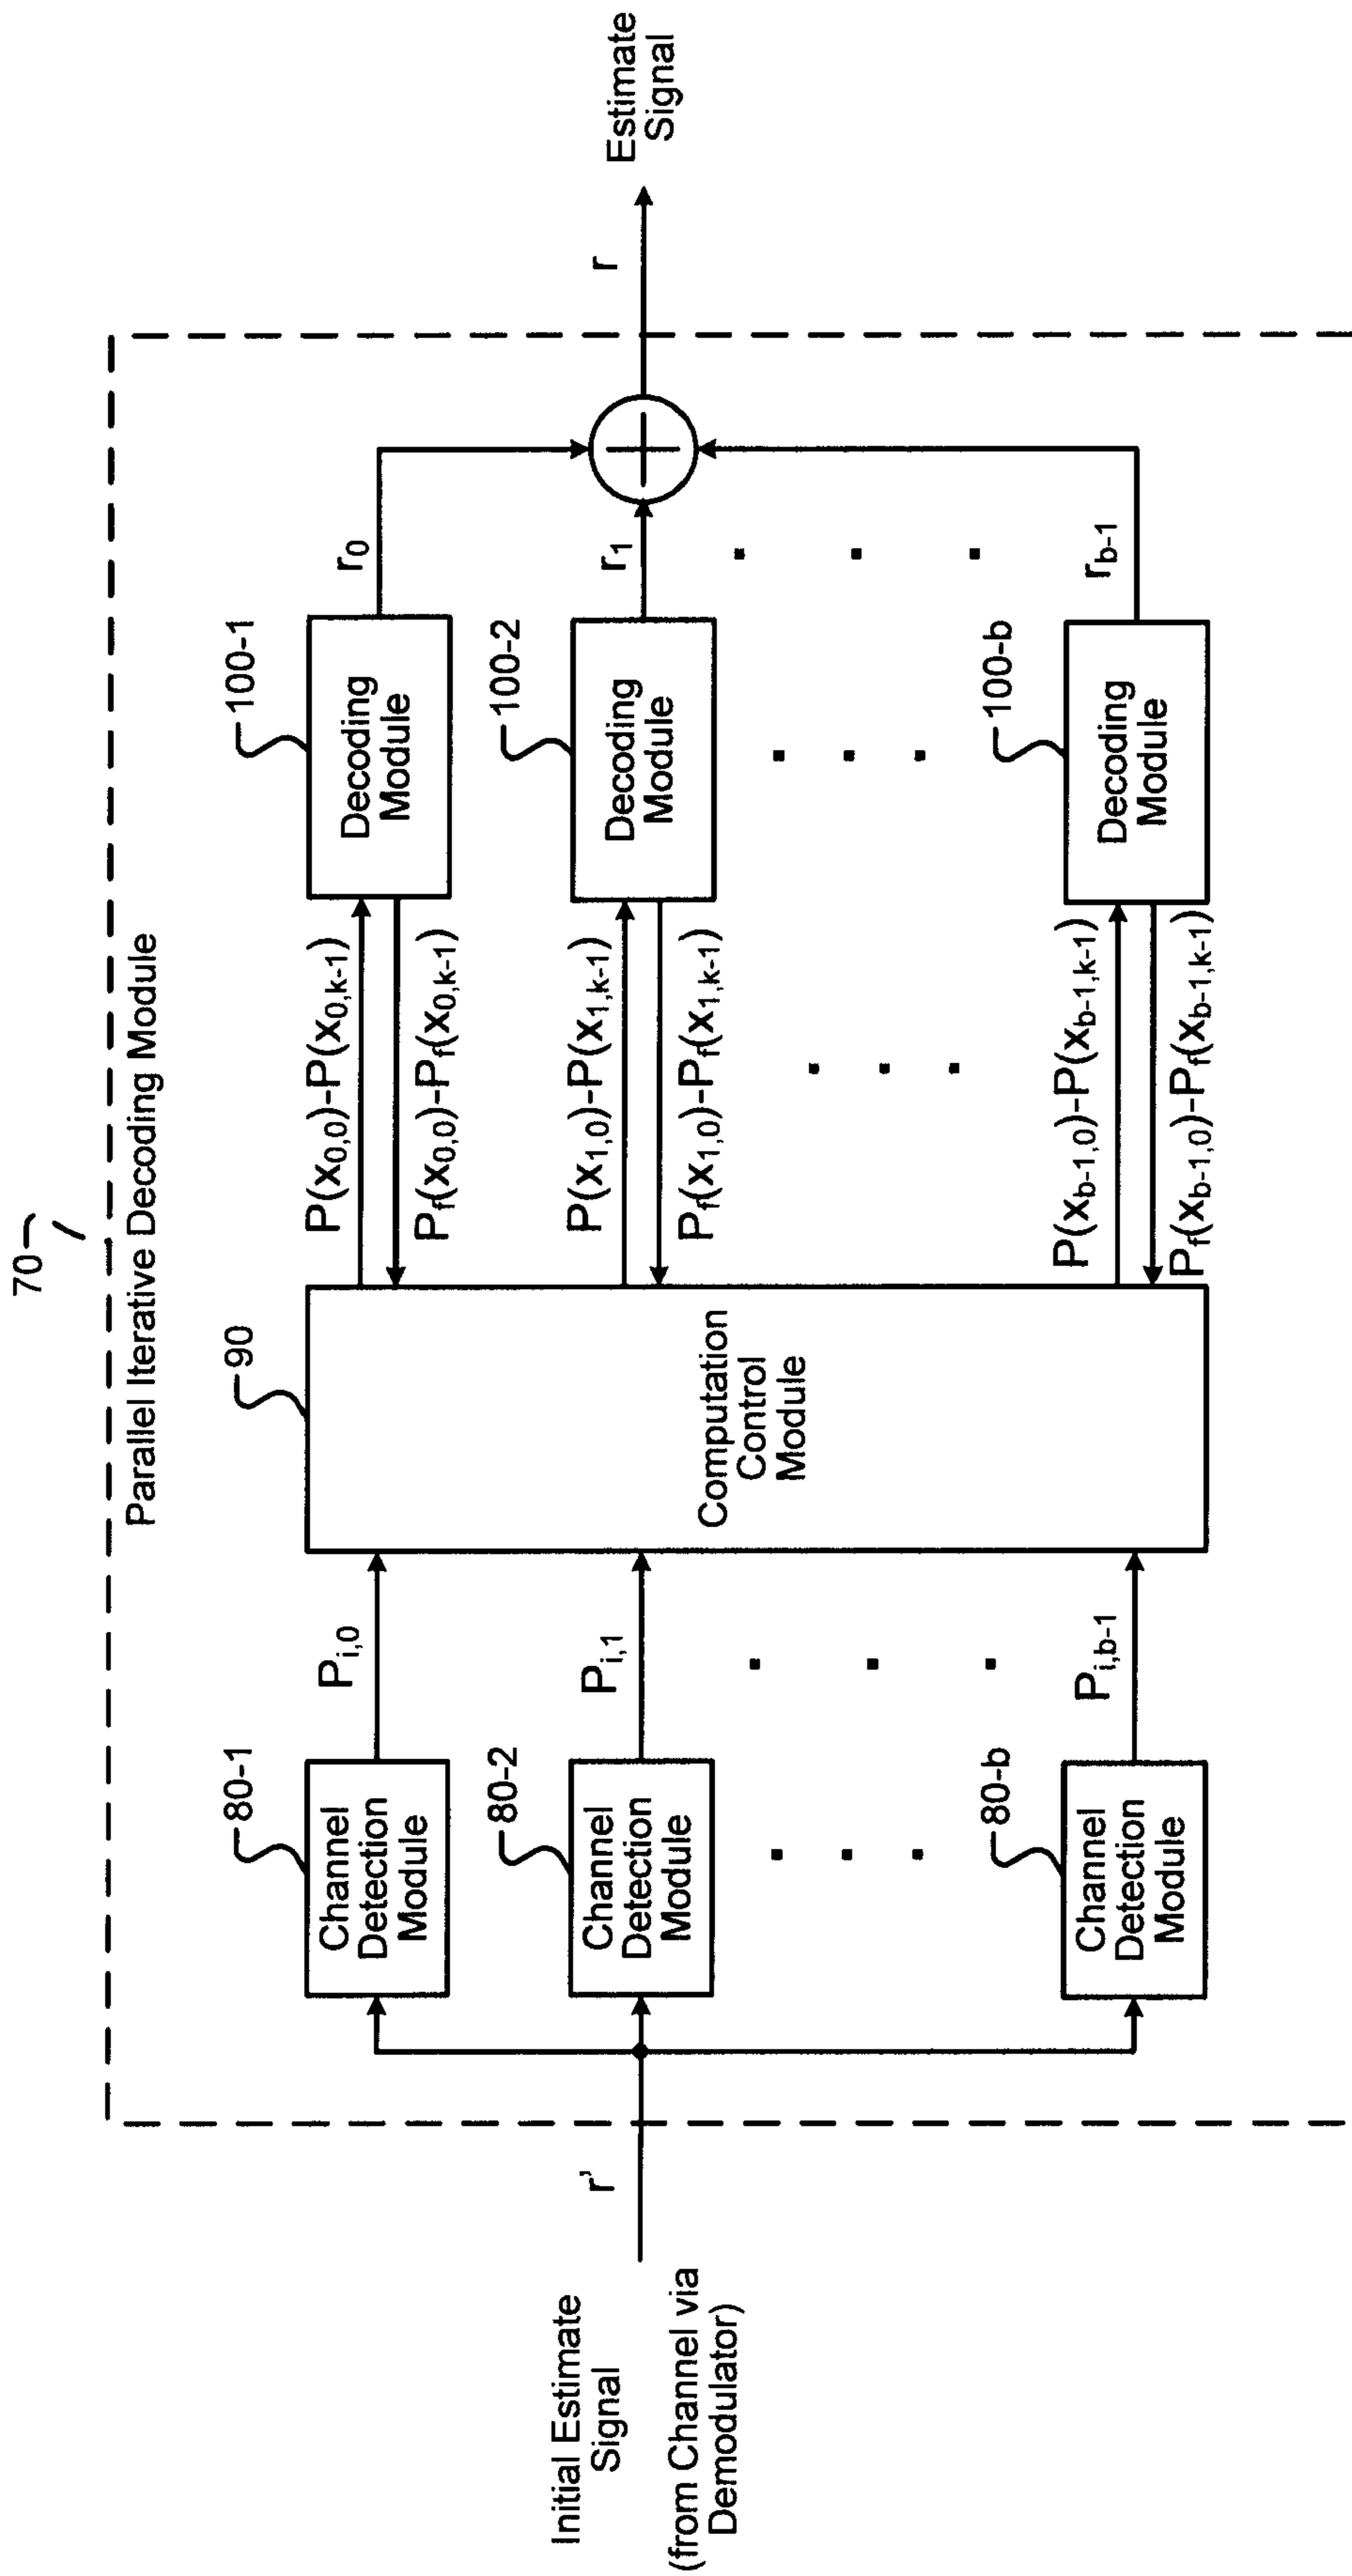 70
Parallel Iterative Decoding Module
Initial Estimate
Signal
(from Channel via
Demodulator)
r'
80-1
Channel
Detection
Module
P_{i,0}
80-2
Channel
Detection
Module
P_{i,1}
80-b
Channel
Detection
Module
P_{i,b-1}
90
Computation
Control
Module
P(x_{0,0})-P(x_{0,k-1})
P_f(x_{0,0})-P_f(x_{0,k-1})
P(x_{1,0})-P(x_{1,k-1})
P_f(x_{1,0})-P_f(x_{1,k-1})
P(x_{b-1,0})-P(x_{b-1,k-1})
P_f(x_{b-1,0})-P_f(x_{b-1,k-1})
100-1
Decoding
Module
r_0
100-2
Decoding
Module
r_1
100-b
Decoding
Module
r_{b-1}
r
Estimate
Signal